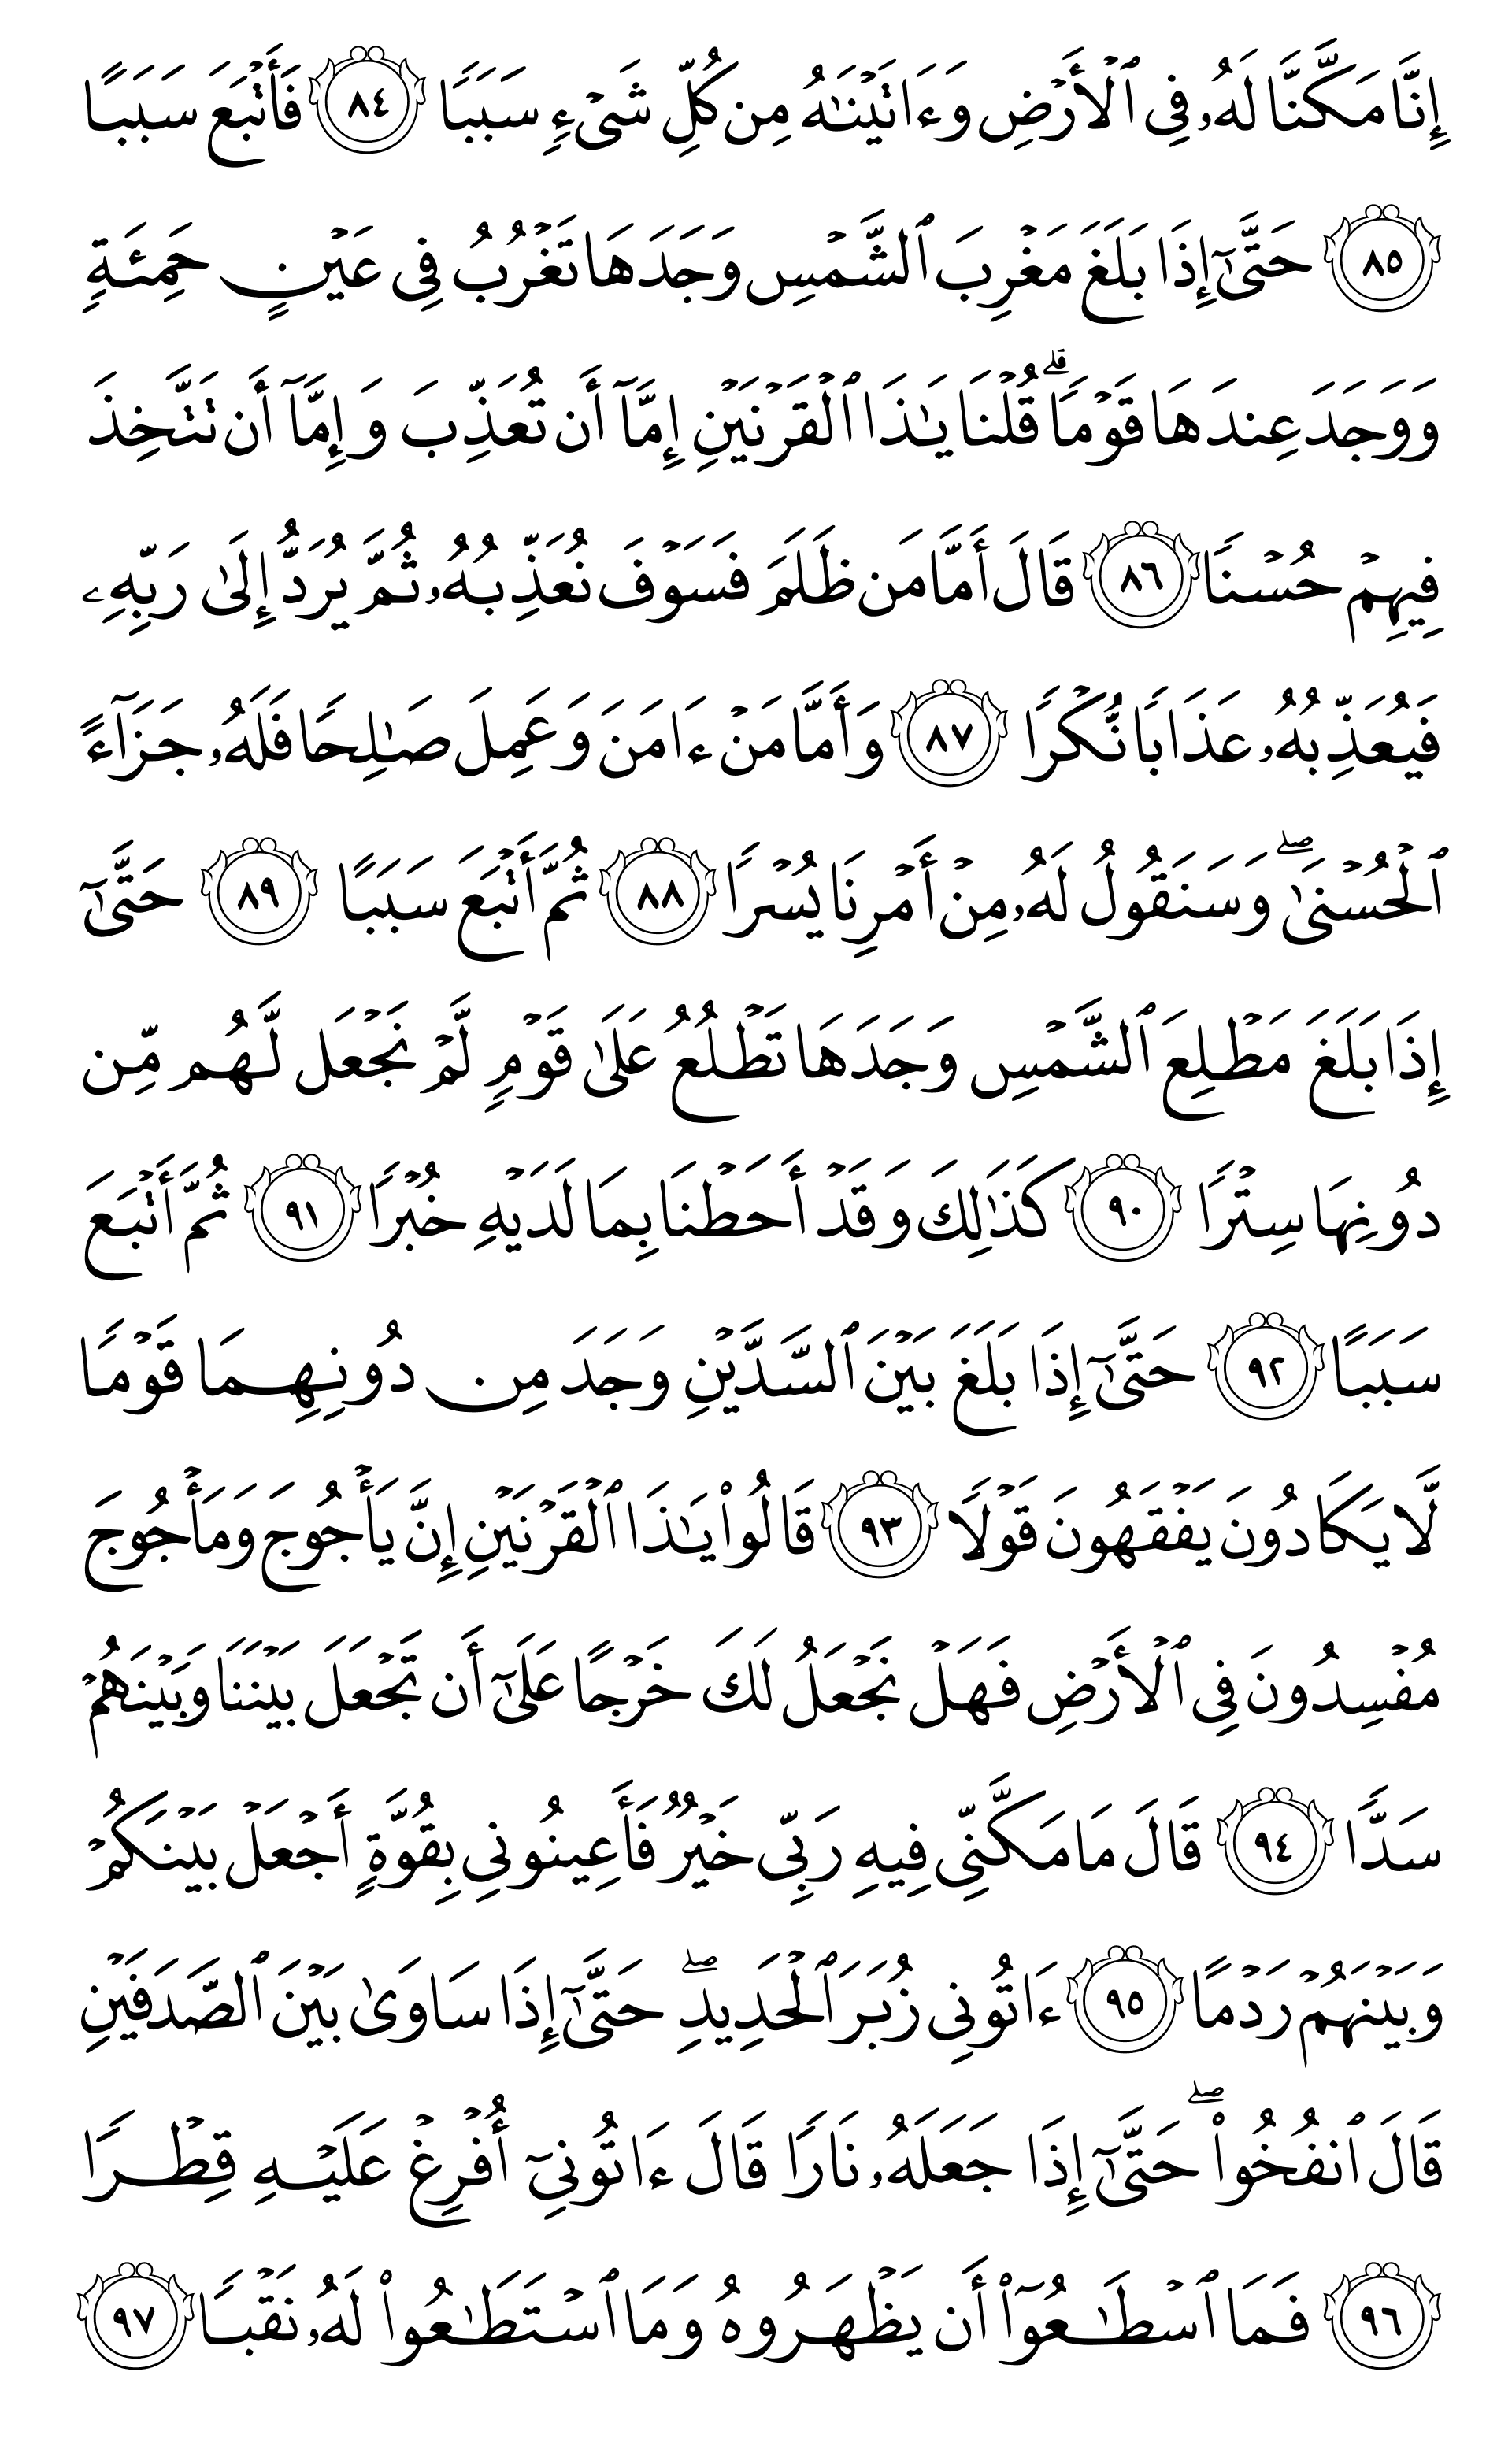 إِنَّا مَكَّنَّا لَهُۥ فِى ٱلْأَرْضِ وَءَاتَيْنَٰهُ مِن كُلِّ شَىْءٍ سَبَبًا ٨٤ فَأَتْبَعَ سَبَبًا
٨٥ حَتَّىٰٓ إِذَا بَلَغَ مَغْرِبَ ٱلشَّمْسِ وَجَدَهَا تَغْرُبُ فِى عَيْنٍ حَمِئَةٍ
وَوَجَدَ عِندَهَا قَوْمًا ۗ قُلْنَا يَٰذَا ٱلْقَرْنَيْنِ إِمَّآ أَن تُعَذِّبَ وَإِمَّآ أَن تَتَّخِذَ
فِيهِمْ حُسْنًا ٨٦ قَالَ أَمَّا مَن ظَلَمَ فَسَوْفَ نُعَذِّبُهُۥ ثُمَّ يُرَدُّ إِلَىٰ رَبِّهِۦ
فَيُعَذِّبُهُۥ عَذَابًا نُّكْرًا ٨٧ وَأَمَّا مَنْ ءَامَنَ وَعَمِلَ صَٰلِحًا فَلَهُۥ جَزَآءً
ٱلْحُسْنَىٰ ۖ وَسَنَقُولُ لَهُۥ مِنْ أَمْرِنَا يُسْرًا ٨٨ ثُمَّ أَتْبَعَ سَبَبًا ٨٩ حَتَّىٰٓ
إِذَا بَلَغَ مَطْلِعَ ٱلشَّمْسِ وَجَدَهَا تَطْلُعُ عَلَىٰ قَوْمٍ لَّمْ نَجْعَل لَّهُم مِّن
دُونِهَا سِتْرًا ٩٠ كَذَٰلِكَ وَقَدْ أَحَطْنَا بِمَا لَدَيْهِ خُبْرًا ٩١ ثُمَّ أَتْبَعَ
سَبَبًا ٩٢ حَتَّىٰٓ إِذَا بَلَغَ بَيْنَ ٱلسَّدَّيْنِ وَجَدَ مِن دُونِهِمَا قَوْمًا
لَّا يَكَادُونَ يَفْقَهُونَ قَوْلًا ٩٣ قَالُوا۟ يَٰذَا ٱلْقَرْنَيْنِ إِنَّ يَأْجُوجَ وَمَأْجُوجَ
مُفْسِدُونَ فِى ٱلْأَرْضِ فَهَلْ نَجْعَلُ لَكَ خَرْجًا عَلَىٰٓ أَن تَجْعَلَ بَيْنَنَا وَبَيْنَهُمْ
سَدًّا ٩٤ قَالَ مَا مَكَّنِّى فِيهِ رَبِّى خَيْرٌ فَأَعِينُونِى بِقُوَّةٍ أَجْعَلْ بَيْنَكُمْ
وَبَيْنَهُمْ رَدْمًا ٩٥ ءَاتُونِى زُبَرَ ٱلْحَدِيدِ ۖ حَتَّىٰٓ إِذَا سَاوَىٰ بَيْنَ ٱلصَّدَفَيْنِ
قَالَ ٱنفُخُوا۟ ۖ حَتَّىٰٓ إِذَا جَعَلَهُۥ نَارًا قَالَ ءَاتُونِىٓ أُفْرِغْ عَلَيْهِ قِطْرًا
٩٦ فَمَا ٱسْطَٰعُوٓا۟ أَن يَظْهَرُوهُ وَمَا ٱسْتَطَٰعُوا۟ لَهُۥ نَقْبًا ٩٧